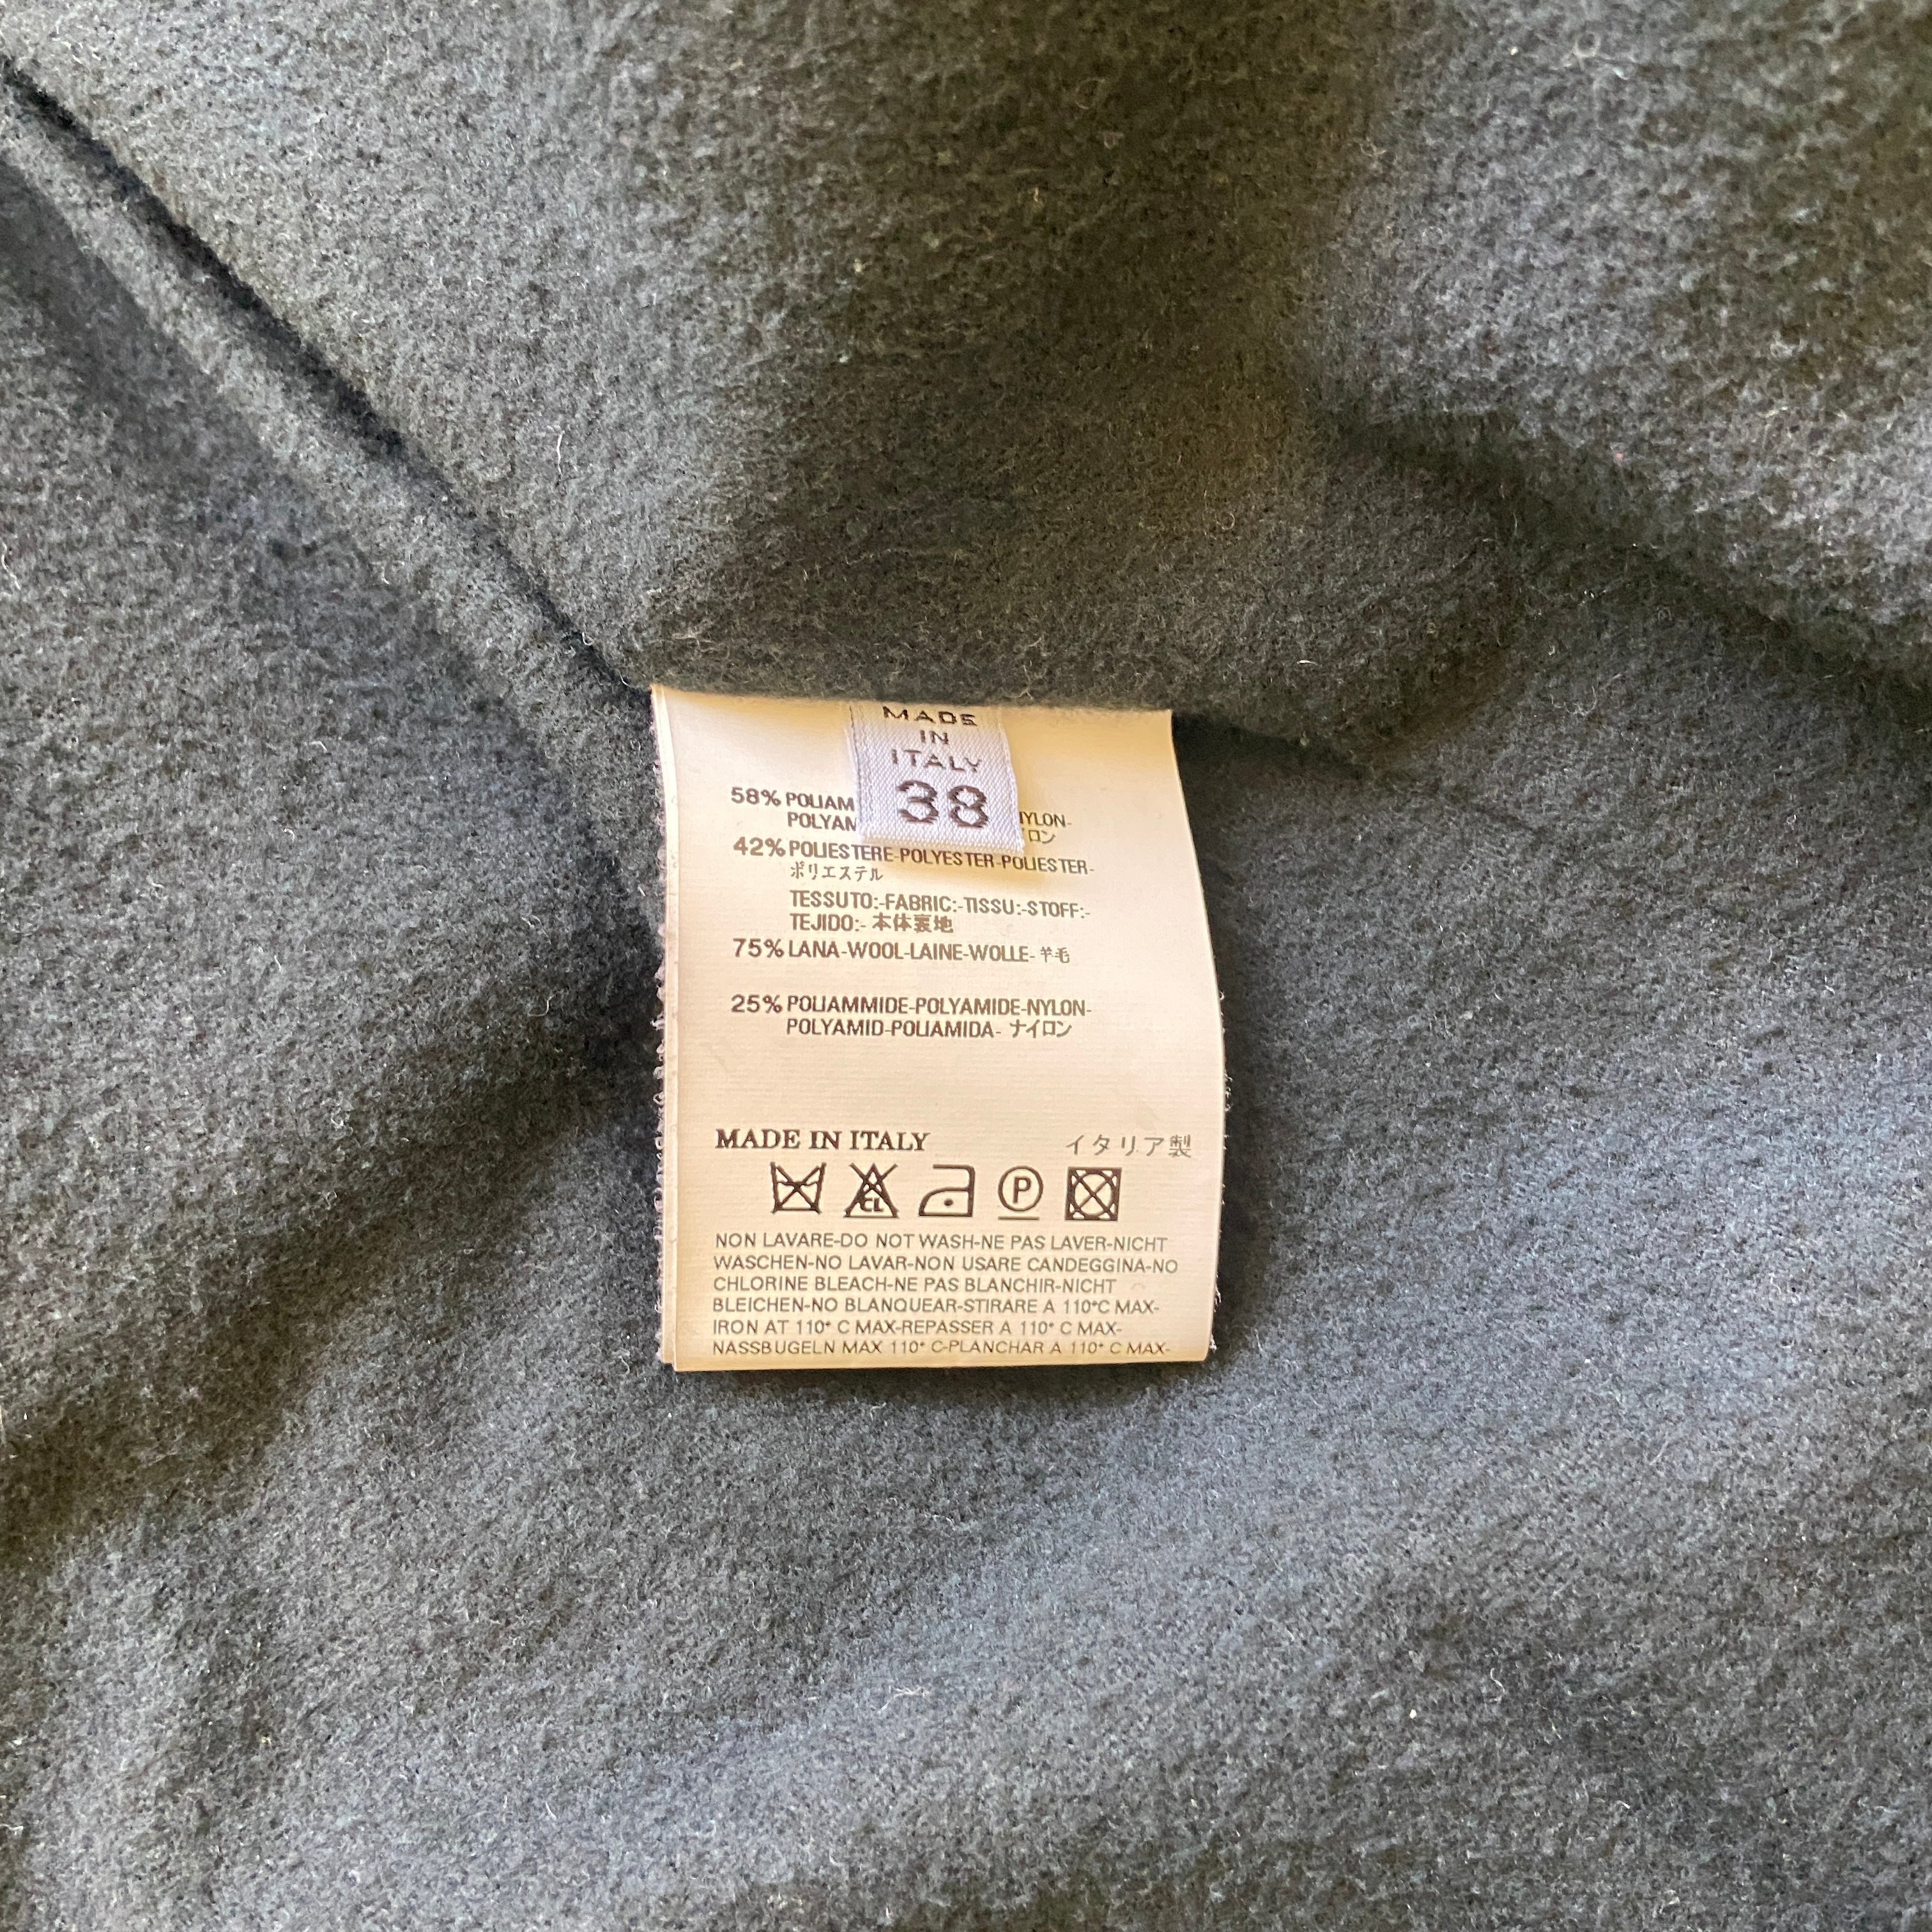 MADE
IN
ITALY
38
58% POLIAM
POLYAN
YLON-
イロン
42% POLIESTERE-POLYESTER-POLIESTER-
ポリエステル
TESSUTO:-FABRIC:-TISSU:-STOFF:-
TEJIDO:- 本体裏地
75% LANA-WOOL-LAINE-WOLLE- 羊毛
25% POLIAMMIDE-POLYAMIDE-NYLON-
POLYAMID-POLIAMIDA- ナイロン
MADE IN ITALY イタリア製
CL P
NON LAVARE-DO NOT WASH-NE PAS LAVER-NICHT
WASCHEN-NO LAVAR-NON USARE CANDEGGINA-NO
CHLORINE BLEACH-NE PAS BLANCHIR-NICHT
BLEICHEN-NO BLANQUEAR-STIRARE A 110°C MAX-
IRON AT 110° C MAX-REPASSER A 110° C MAX-
NASSBUGELN MAX 110° C-PLANCHAR A 110° C MAX-